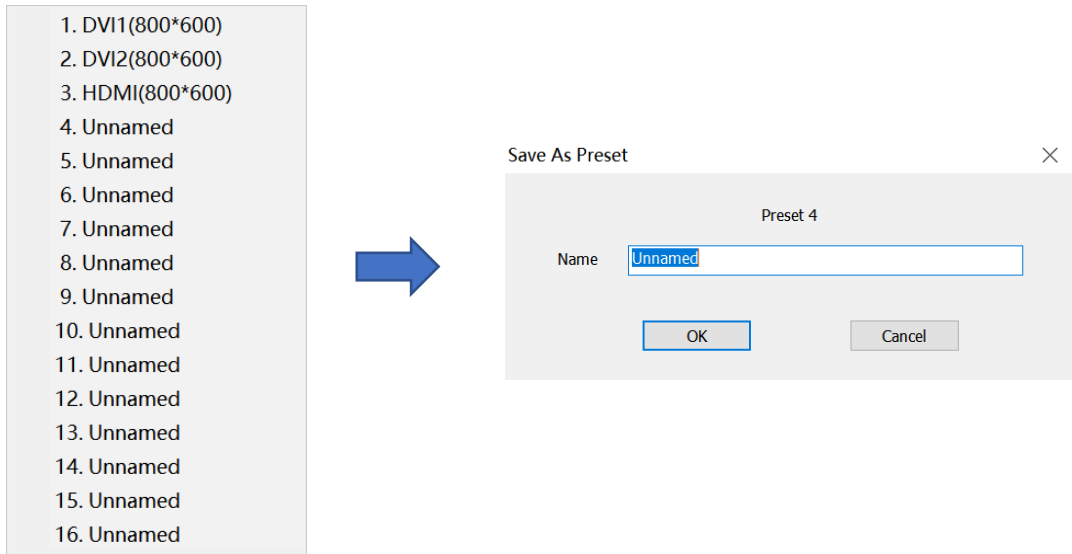 1. DVI1(800*600)
2. DVI2(800*600)
3. HDMI(800*600)
4. Unnamed
5. Unnamed
6. Unnamed
7. Unnamed
8. Unnamed
9. Unnamed
10. Unnamed
11. Unnamed
12. Unnamed
13. Unnamed
14. Unnamed
15. Unnamed
16. Unnamed
Save As Preset
Preset 4
Name Unnamed
OK Cancel